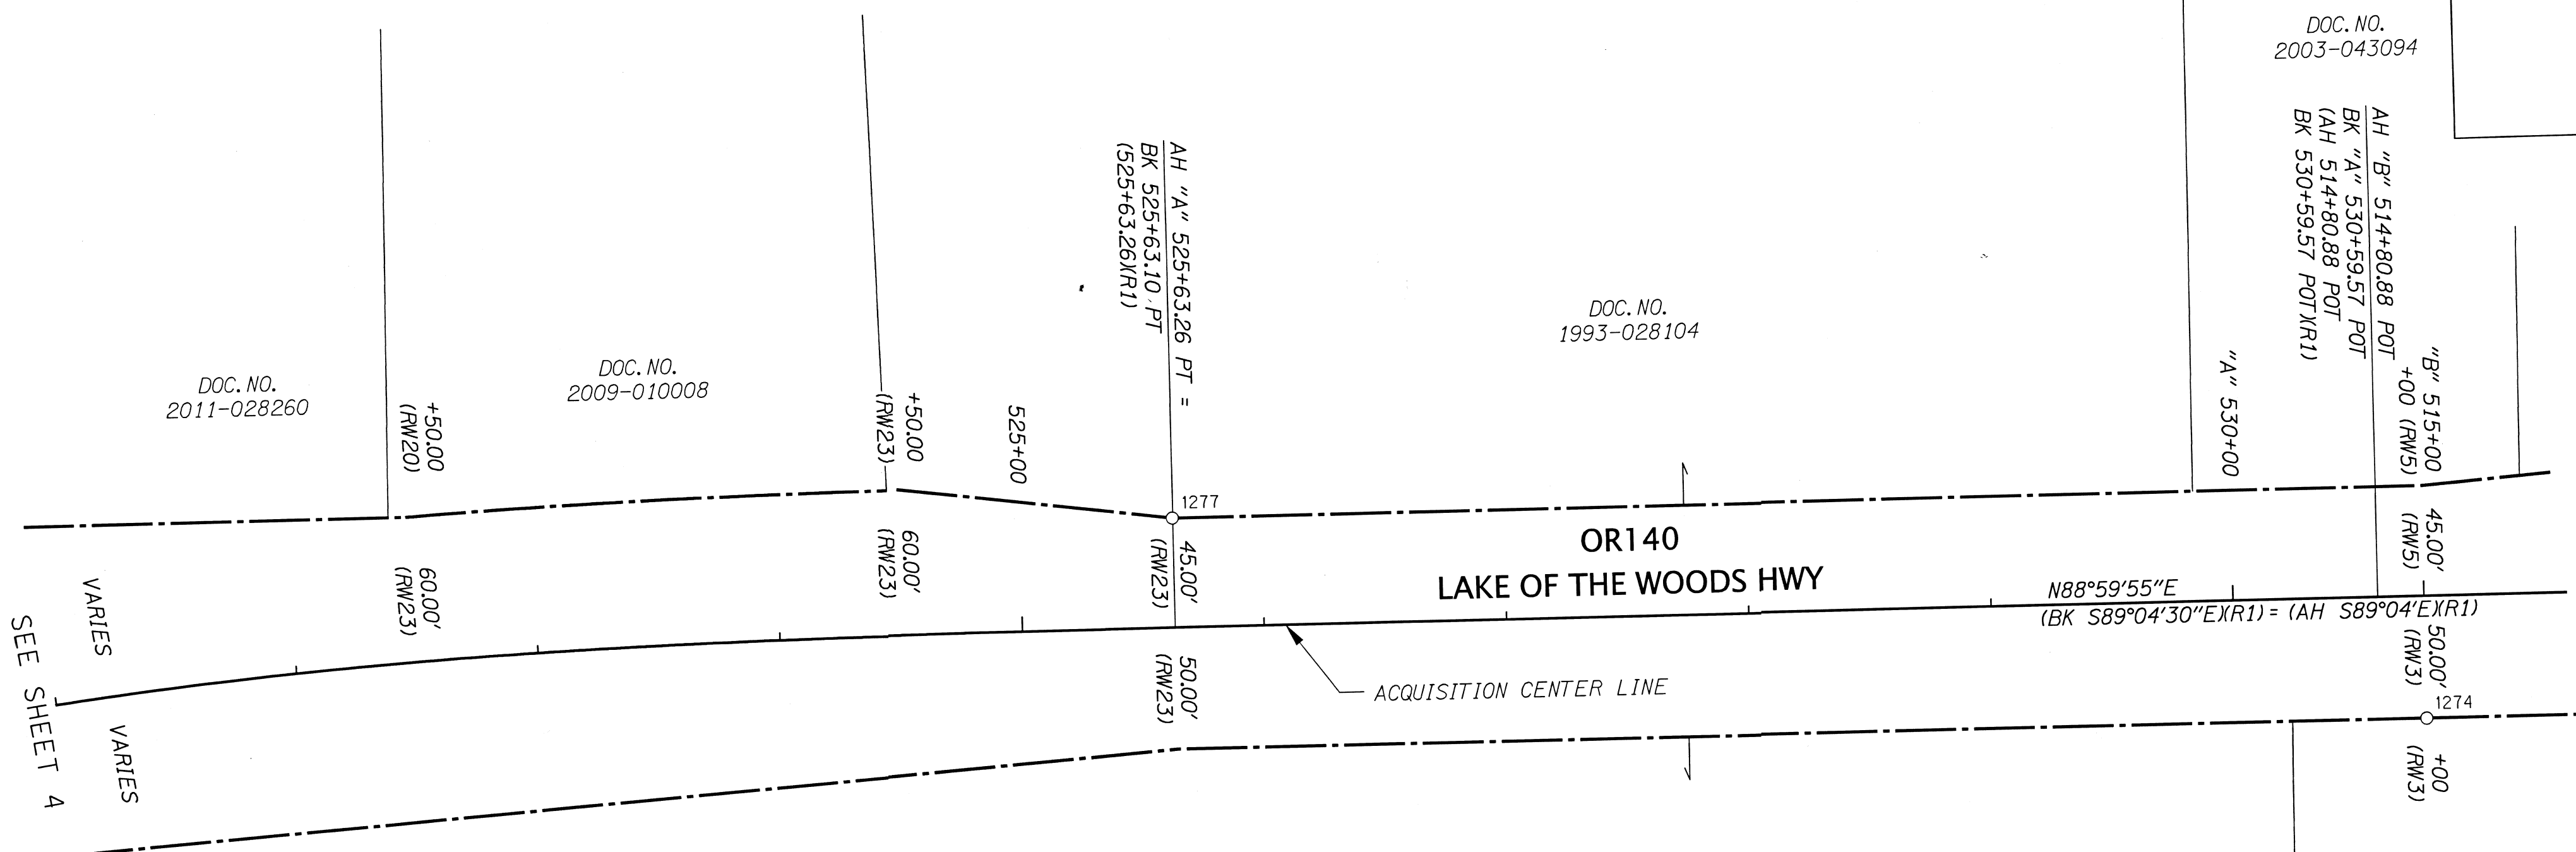 DOC. NO.
2003-043094
AH "B" 514+80.88 POT
BK "A" 530+59.57 POT
(AH 514+80.88 POT
BK 530+59.57 POT)(R1)
AH "A" 525+63.26 PT =
BK 525+63.10 PT
(525+63.26)(R1)
DOC. NO.
1993-028104
DOC. NO.
2011-028260
DOC. NO.
2009-010008
+50.00
(RW20)
+50.00
(RW23)
525+00
"A" 530+00
"B" 515+00
+00 (RW5)
1277
60.00'
(RW23)
60.00'
(RW23)
45.00'
(RW23)
OR140
LAKE OF THE WOODS HWY
45.00'
(RW5)
N88°59'55"E
(BK S89°04'30"E)(R1) = (AH S89°04'E)(R1)
VARIES
SEE SHEET 4
VARIES
50.00'
(RW23)
ACQUISITION CENTER LINE
50.00'
(RW3)
1274
+00
(RW3)